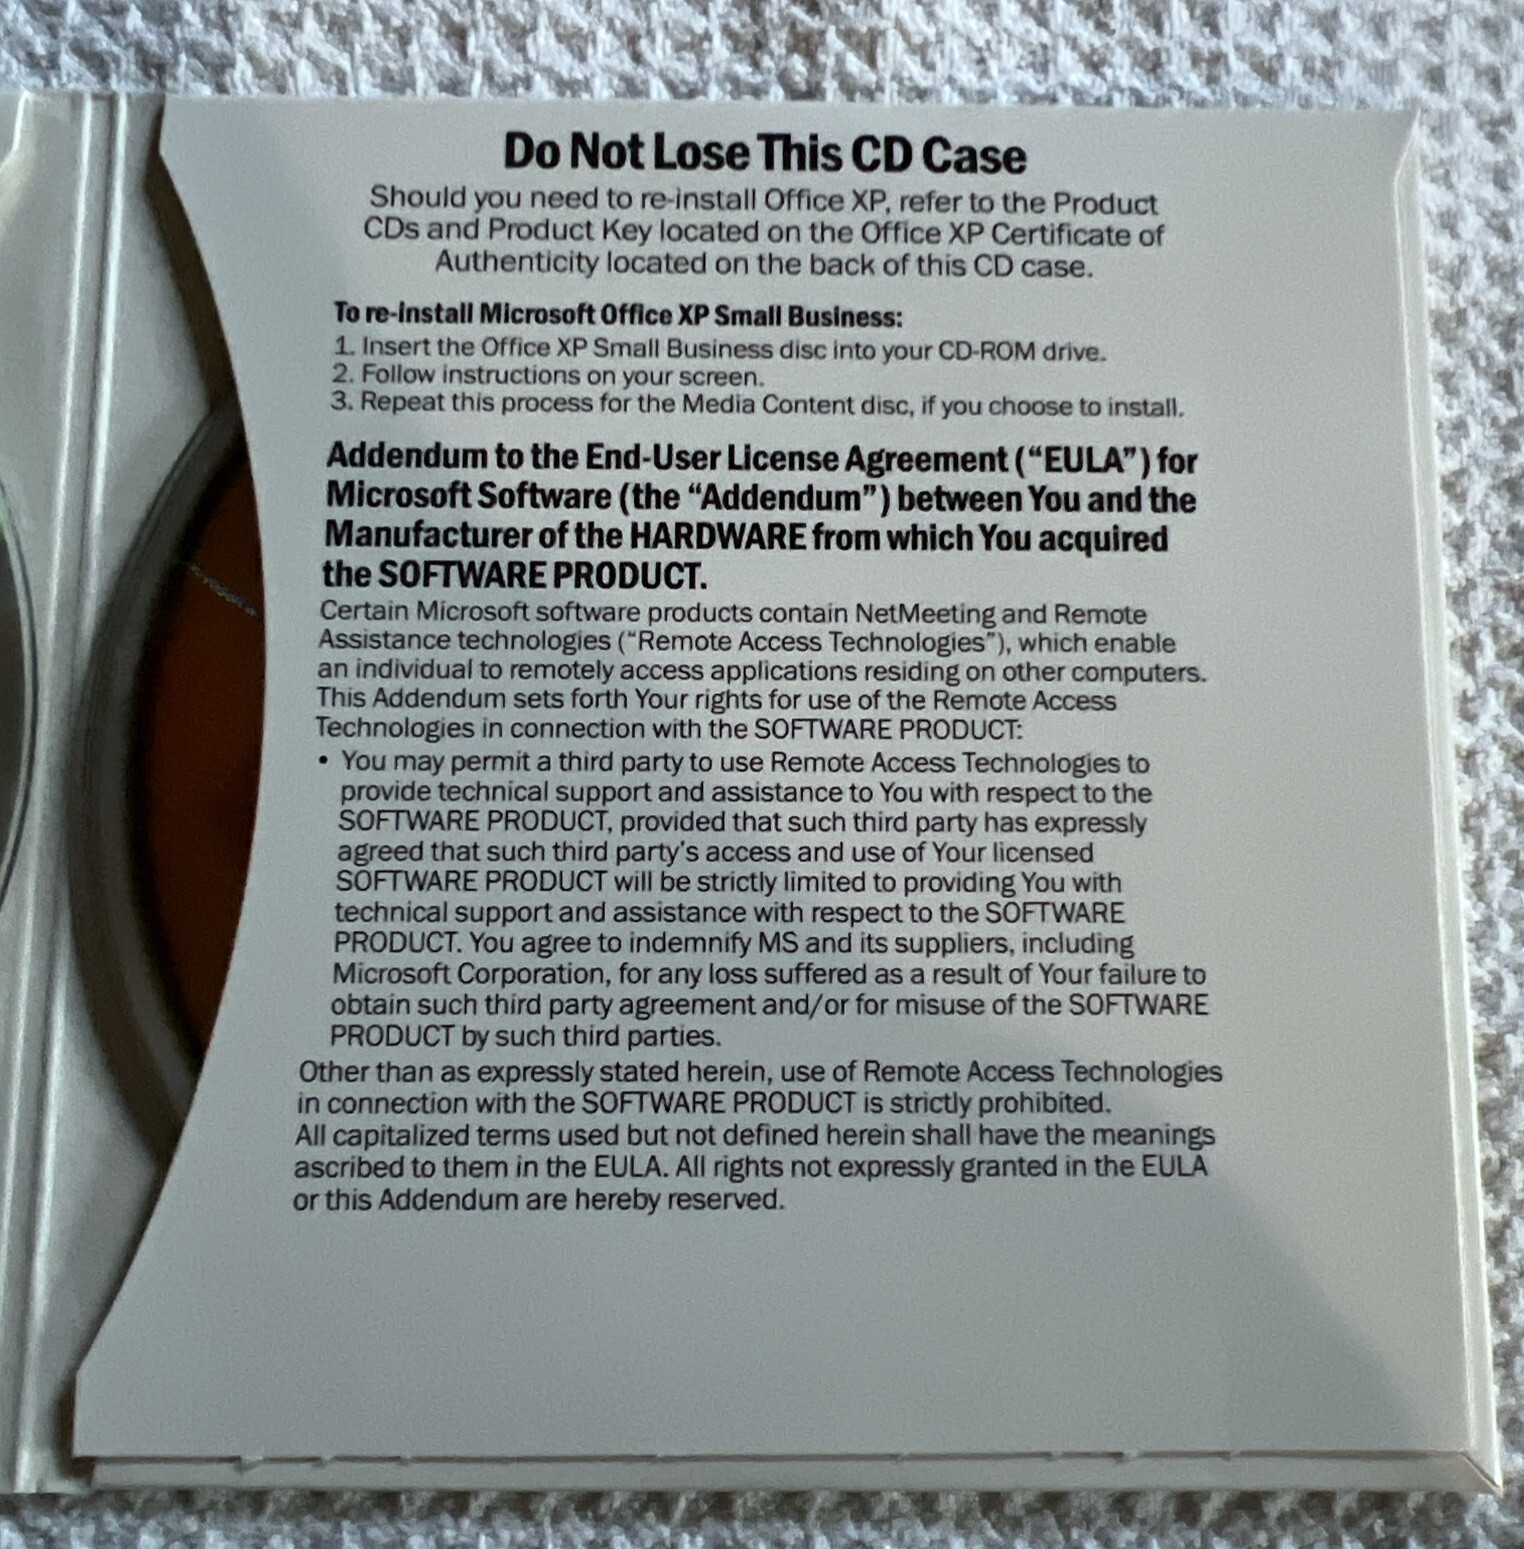 Do Not Lose This CD Case
Should you need to re-install Office XP, refer to the Product
CDs and Product Key located on the Office XP Certificate of
Authenticity located on the back of this CD case.
To re-install Microsoft Office XP Small Business:
1. Insert the Office XP Small Business disc into your CD-ROM drive.
2. Follow instructions on your screen.
3. Repeat this process for the Media Content disc, if you choose to install.
Addendum to the End-User License Agreement (“EULA”) for
Microsoft Software (the “Addendum”) between You and the
Manufacturer of the HARDWARE from which You acquired
the SOFTWARE PRODUCT.
Certain Microsoft software products contain NetMeeting and Remote
Assistance technologies (“Remote Access Technologies”), which enable
an individual to remotely access applications residing on other computers.
This Addendum sets forth Your rights for use of the Remote Access
Technologies in connection with the SOFTWARE PRODUCT:
• You may permit a third party to use Remote Access Technologies to
provide technical support and assistance to You with respect to the
SOFTWARE PRODUCT, provided that such third party has expressly
agreed that such third party's access and use of Your licensed
SOFTWARE PRODUCT will be strictly limited to providing You with
technical support and assistance with respect to the SOFTWARE
PRODUCT. You agree to indemnify MS and its suppliers, including
Microsoft Corporation, for any loss suffered as a result of Your failure to
obtain such third party agreement and/or for misuse of the SOFTWARE
PRODUCT by such third parties.
Other than as expressly stated herein, use of Remote Access Technologies
in connection with the SOFTWARE PRODUCT is strictly prohibited.
All capitalized terms used but not defined herein shall have the meanings
ascribed to them in the EULA. All rights not expressly granted in the EULA
or this Addendum are hereby reserved.